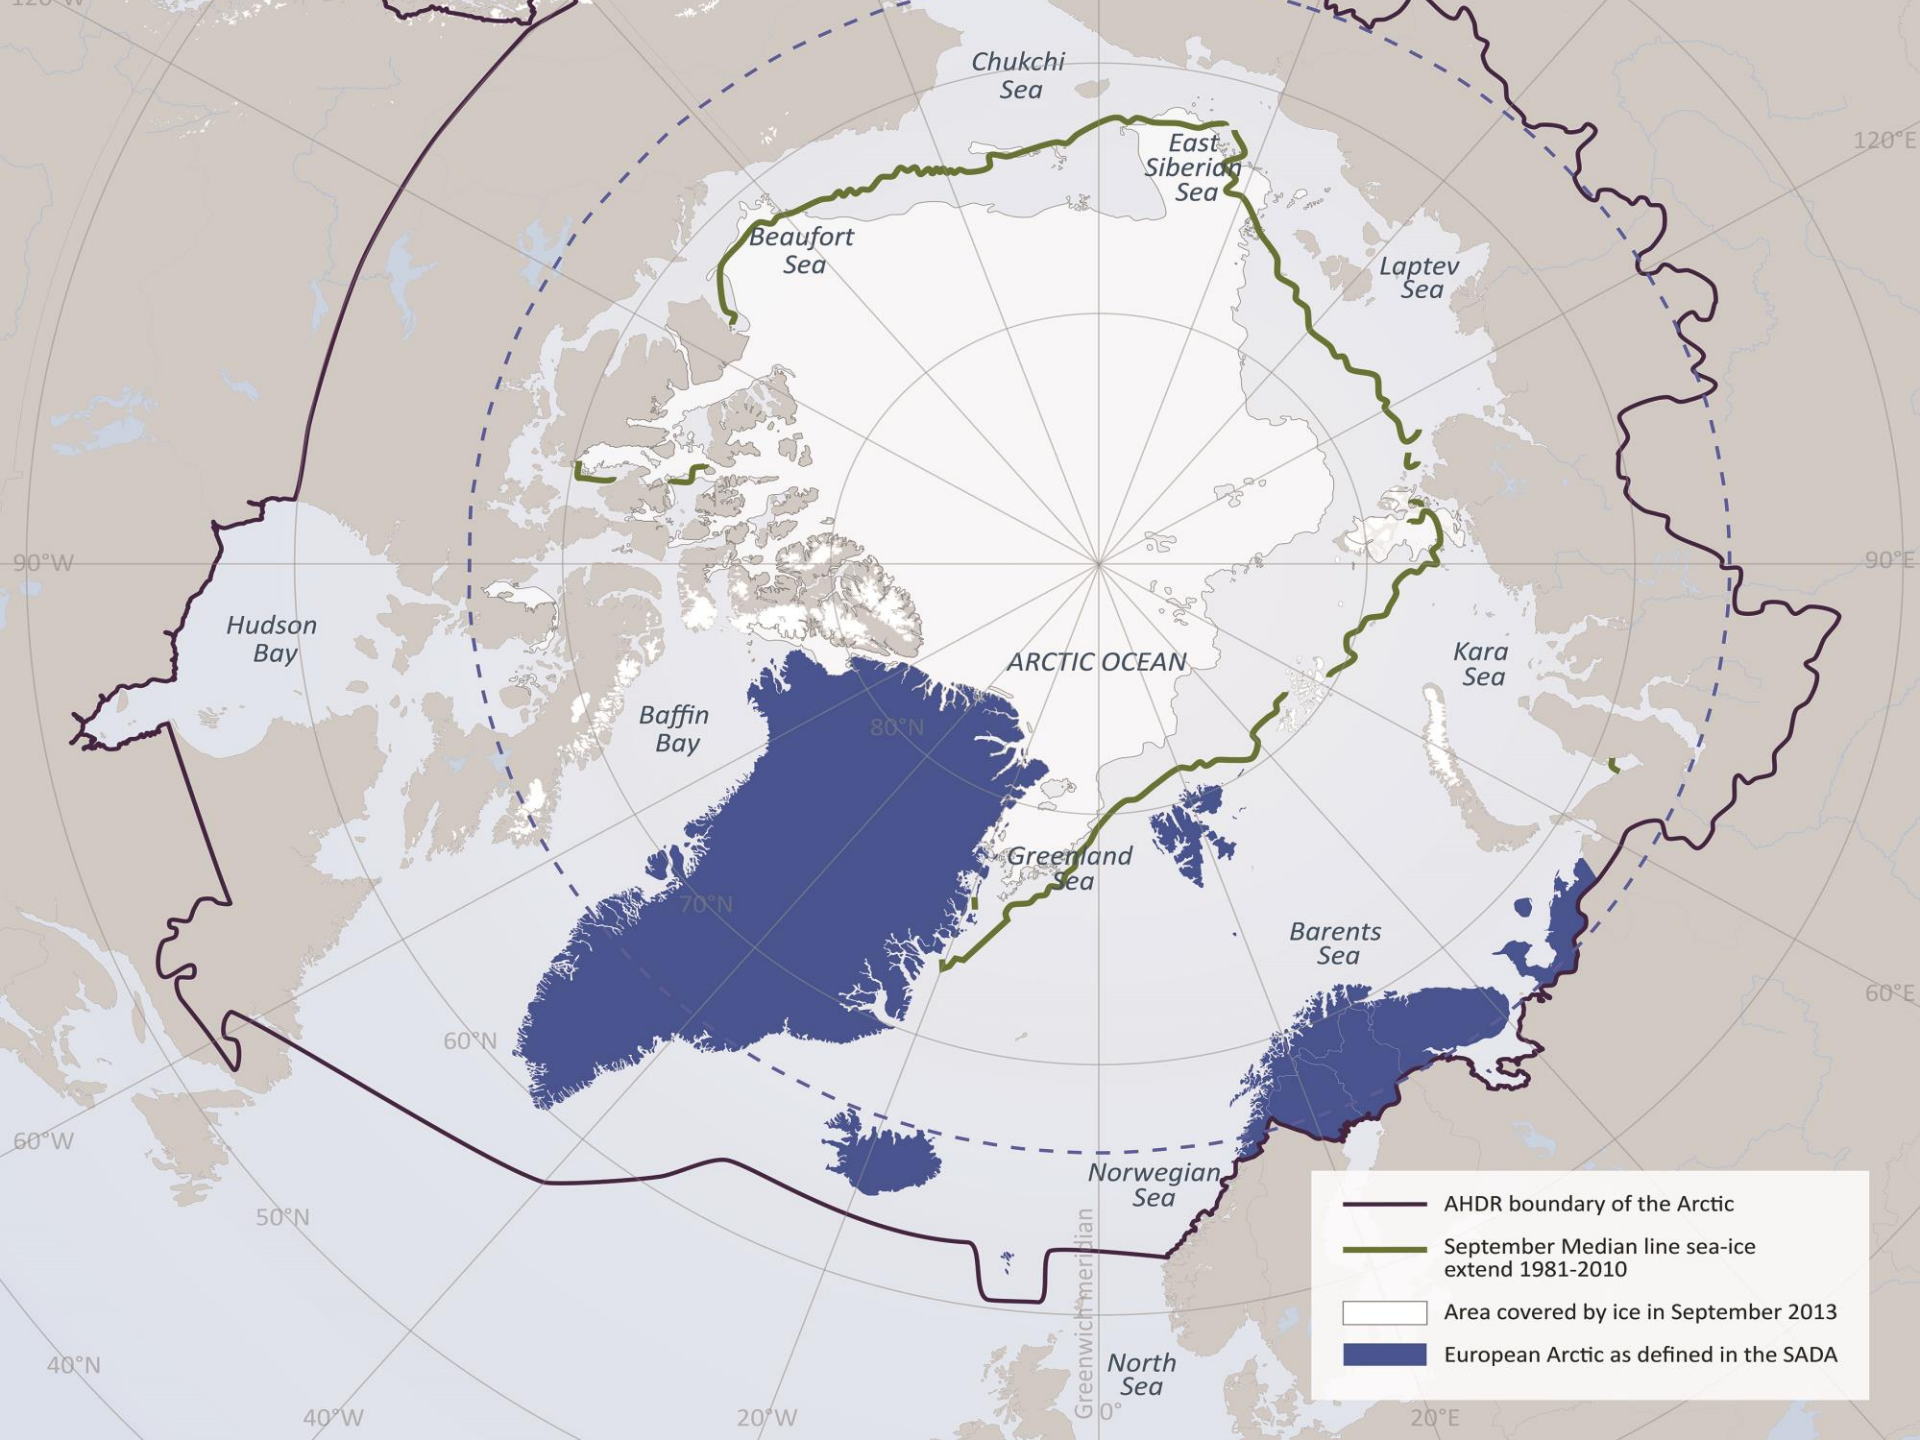 120°W
Chukchi
Sea
120°E
East
Siberian
Sea
Beaufort
Sea
Laptev
Sea
90°W
90°E
Hudson
Bay
ARCTIC OCEAN
Kara
Sea
Baffin
Bay
80°N
Greenland
Sea
70°N
Barents
Sea
60°E
60°N
60°W
Norwegian
Sea
50°N
Greenwich meridian
North
Sea
40°N
40°W
20°W
0°
20°E
AHDR boundary of the Arctic
September Median line sea-ice
extend 1981-2010
Area covered by ice in September 2013
European Arctic as defined in the SADA